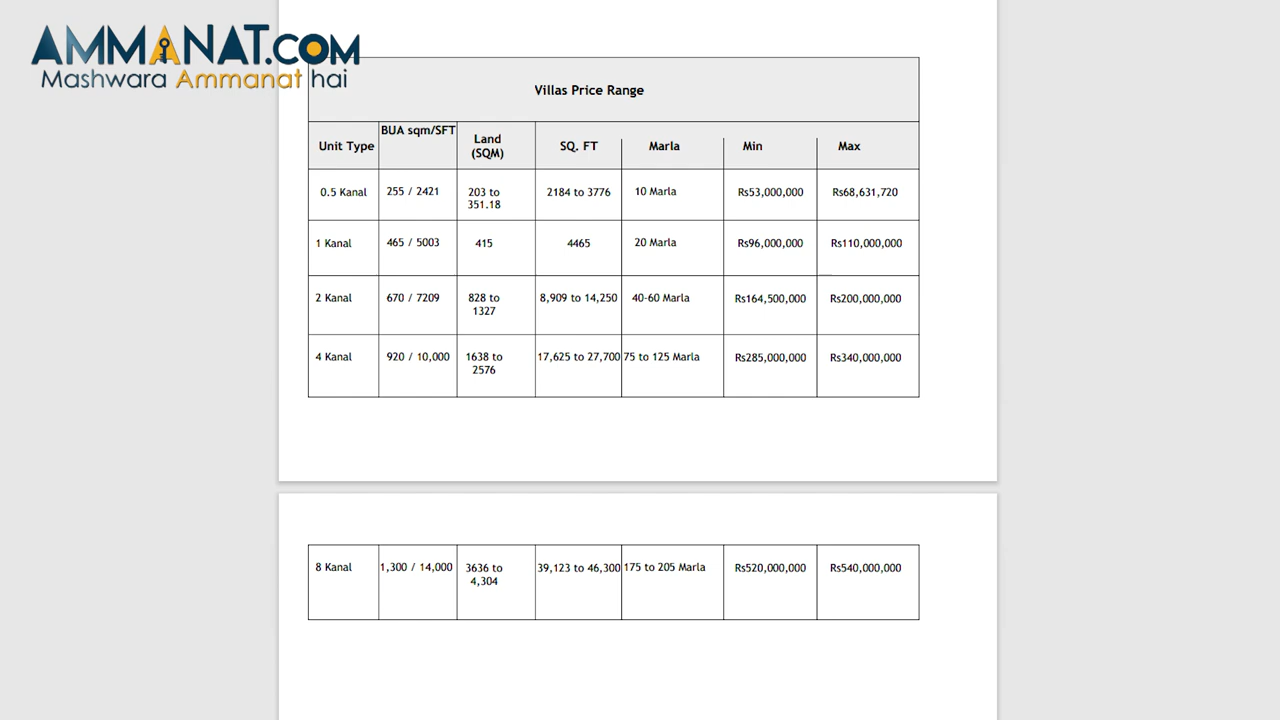 AMMANAT.COM
Mashwara Ammanat hai
Villas Price Range
Unit Type BUA sqm/SFT Land (SQM) SQ. FT Marla Min Max
0.5 Kanal 255 / 2421 203 to 351.18 2184 to 3776 10 Marla Rs53,000,000 Rs68,631,720
1 Kanal 465 / 5003 415 4465 20 Marla Rs96,000,000 Rs110,000,000
2 Kanal 670 / 7209 828 to 1327 8,909 to 14,250 40-60 Marla Rs164,500,000 Rs200,000,000
4 Kanal 920 / 10,000 1638 to 2576 17,625 to 27,700 75 to 125 Marla Rs285,000,000 Rs340,000,000
8 Kanal 1,300 / 14,000 3636 to 4,304 39,123 to 46,300 175 to 205 Marla Rs520,000,000 Rs540,000,000